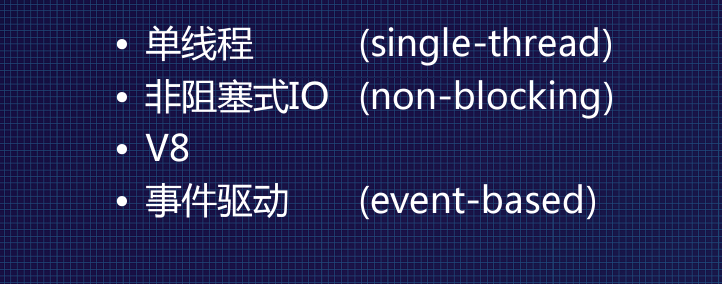 • 单线程 (single-thread)
• 非阻塞式IO (non-blocking)
• V8
• 事件驱动 (event-based)